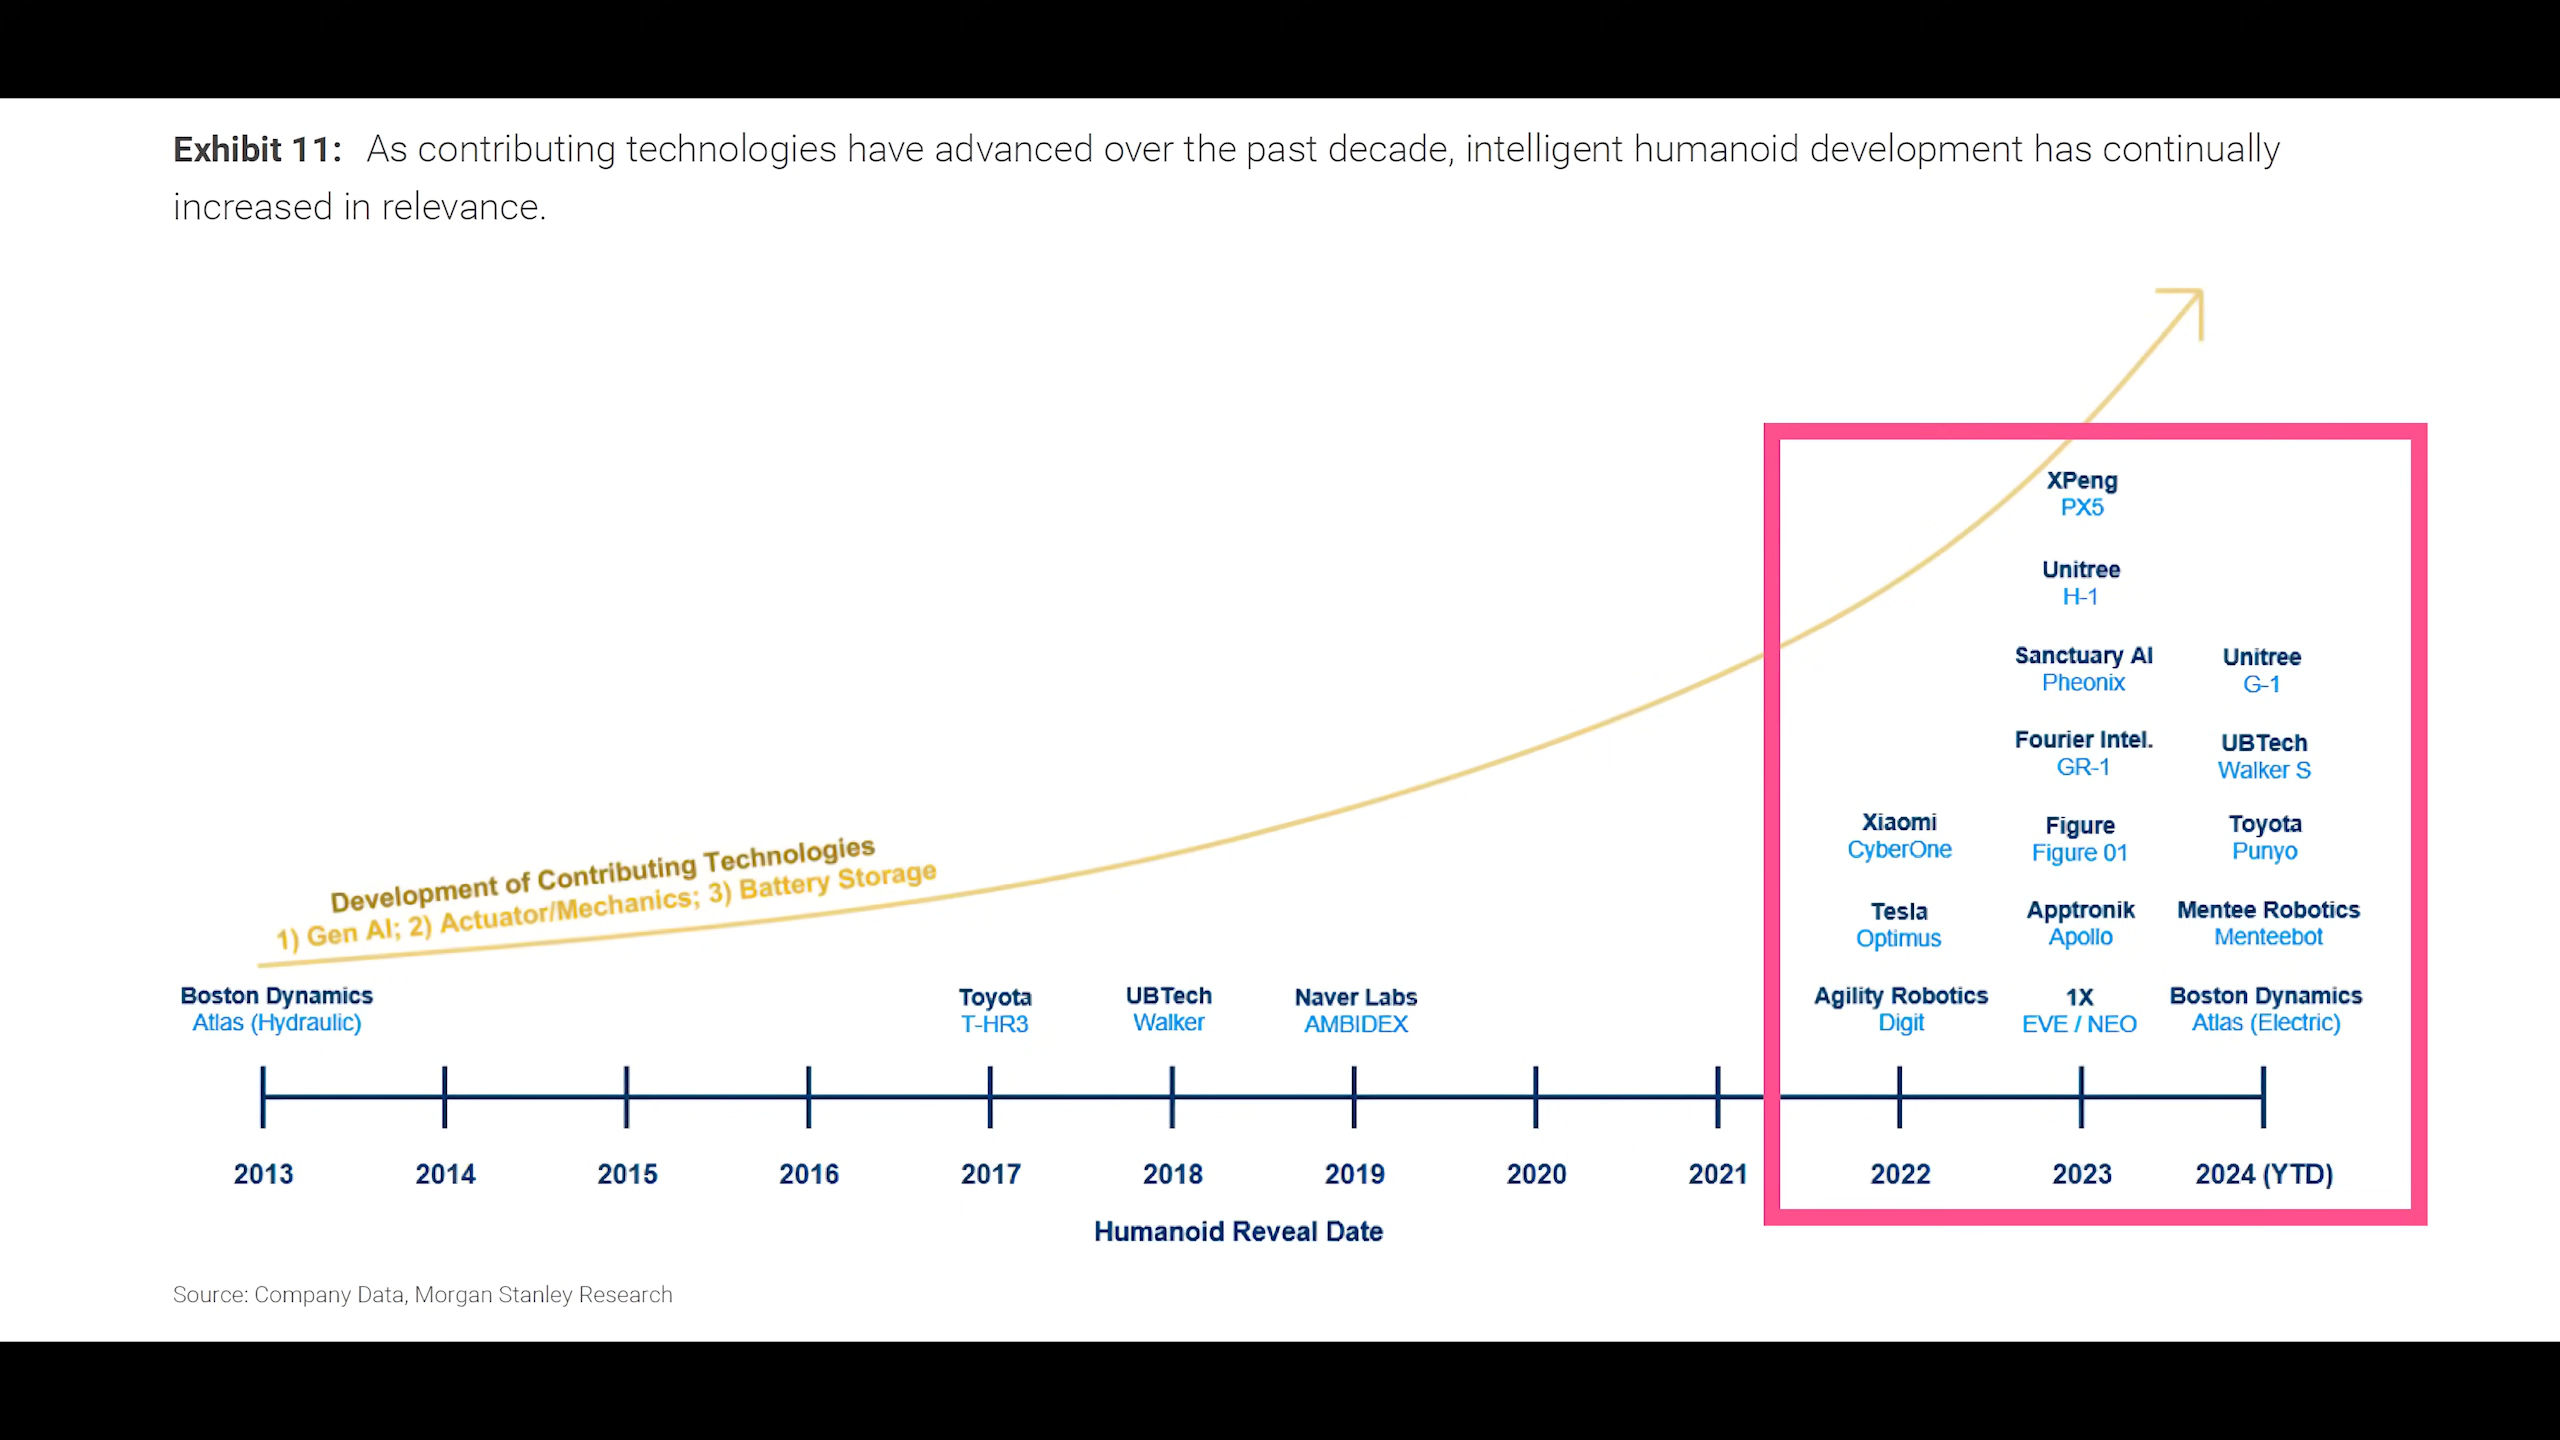 Exhibit 11: As contributing technologies have advanced over the past decade, intelligent humanoid development has continually
increased in relevance.
Development of Contributing Technologies
1) Gen AI; 2) Actuator/Mechanics; 3) Battery Storage
Boston Dynamics
Atlas (Hydraulic)
Toyota
T-HR3
UBTech
Walker
Naver Labs
AMBIDEX
Xiaomi
CyberOne
Tesla
Optimus
Agility Robotics
Digit
XPeng
PX5
Unitree
H-1
Sanctuary AI
Pheonix
Fourier Intel.
GR-1
Figure
Figure 01
Apptronik
Apollo
1X
EVE / NEO
Unitree
G-1
UBTech
Walker S
Toyota
Punyo
Mentee Robotics
Menteebot
Boston Dynamics
Atlas (Electric)
2013 2014 2015 2016 2017 2018 2019 2020 2021 2022 2023 2024 (YTD)
Humanoid Reveal Date
Source: Company Data, Morgan Stanley Research